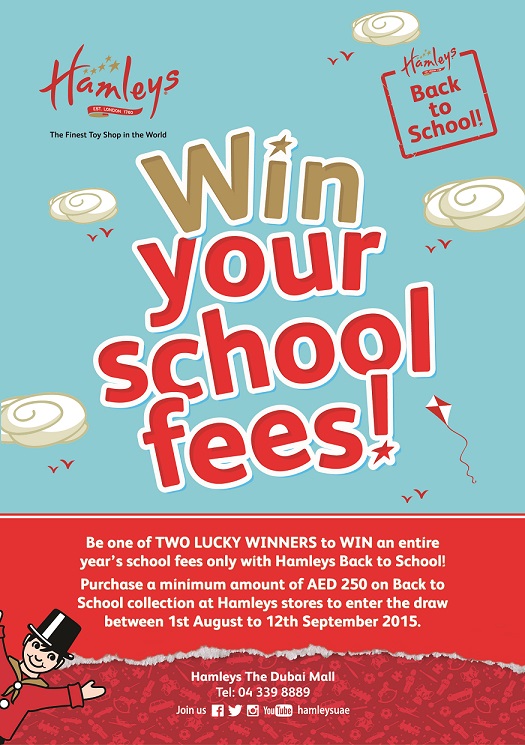 Hamleys
EST. LONDON 1760
The Finest Toy Shop in the World
Hamleys
Back
to
School!
Win
your
school
fees!
Be one of TWO LUCKY WINNERS to WIN an entire
year's school fees only with Hamleys Back to School!
Purchase a minimum amount of AED 250 on Back to
School collection at Hamleys stores to enter the draw
between 1st August to 12th September 2015.
Hamleys The Dubai Mall
Tel: 04 339 8889
Join us f YouTube hamleysuae